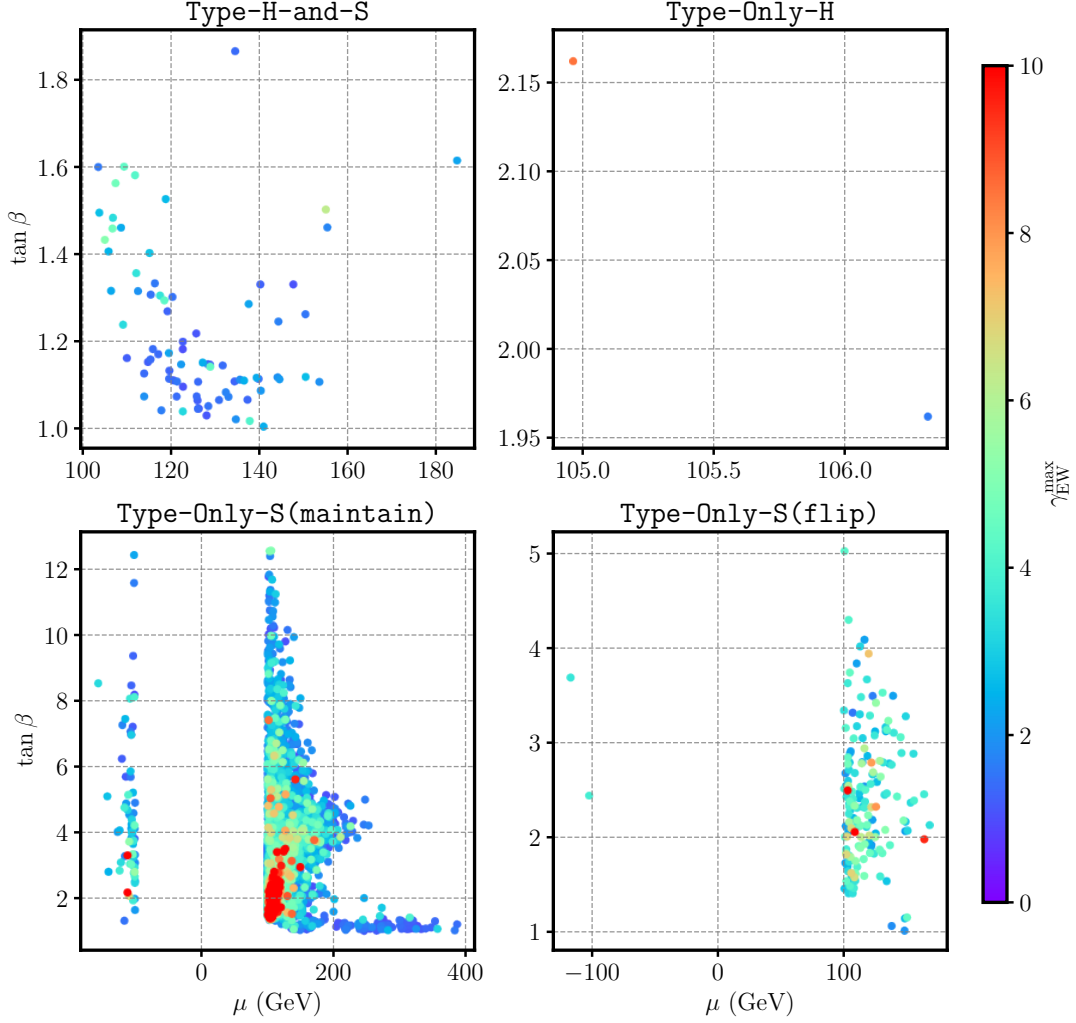 Type-H-and-S
Type-Only-H
tan β
1.8
1.6
1.4
1.2
1.0
100 120 140 160 180
2.15
2.10
2.05
2.00
1.95
105.0 105.5 106.0
10
8
6
4
2
0
γ_EW^max
Type-Only-S(maintain)
Type-Only-S(flip)
tan β
12
10
8
6
4
2
0 200 400
μ (GeV)
5
4
3
2
1
−100 0 100
μ (GeV)